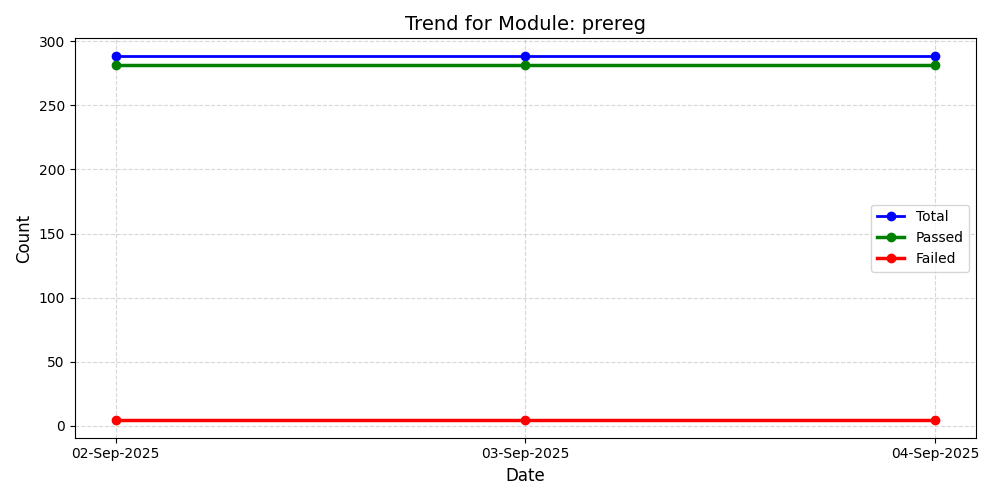 Trend for Module: prereg
300
250
200
150
100
50
0
Count
Total
Passed
Failed
02-Sep-2025
03-Sep-2025
04-Sep-2025
Date